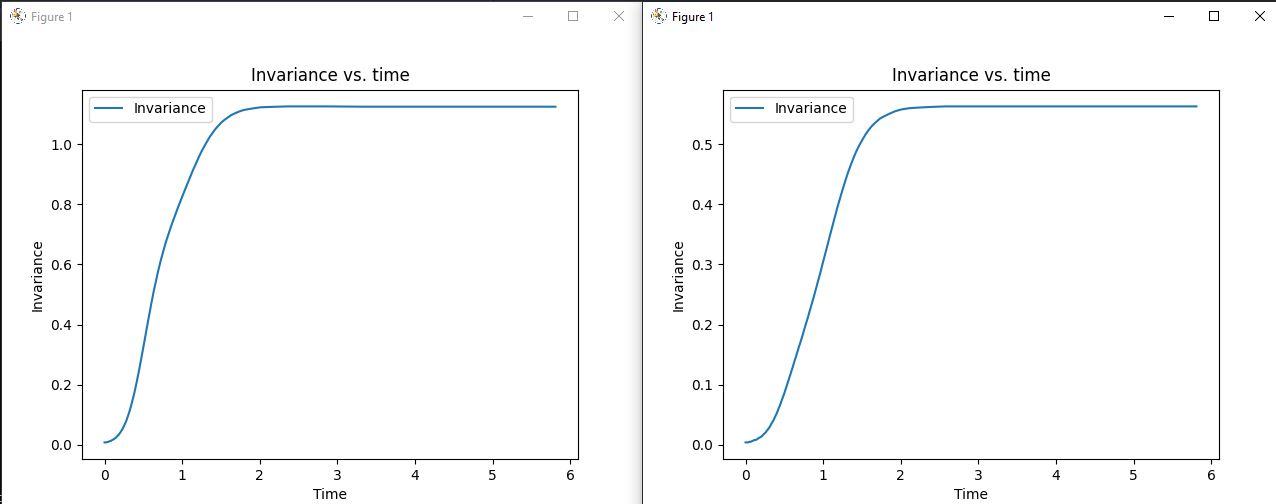 Figure 1
Invariance vs. time
Invariance
1.0
0.8
0.6
0.4
0.2
0.0
Invariance
0 1 2 3 4 5 6
Time
Figure 1
Invariance vs. time
Invariance
0.5
0.4
0.3
0.2
0.1
0.0
Invariance
0 1 2 3 4 5 6
Time